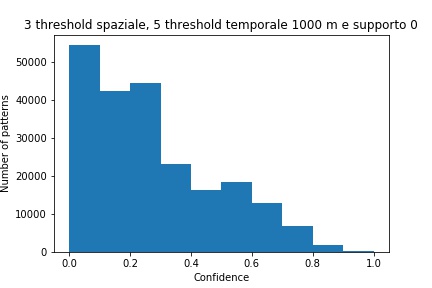 3 threshold spaziale, 5 threshold temporale 1000 m e supporto 0
Number of patterns
50000
40000
30000
20000
10000
0
0.0 0.2 0.4 0.6 0.8 1.0
Confidence